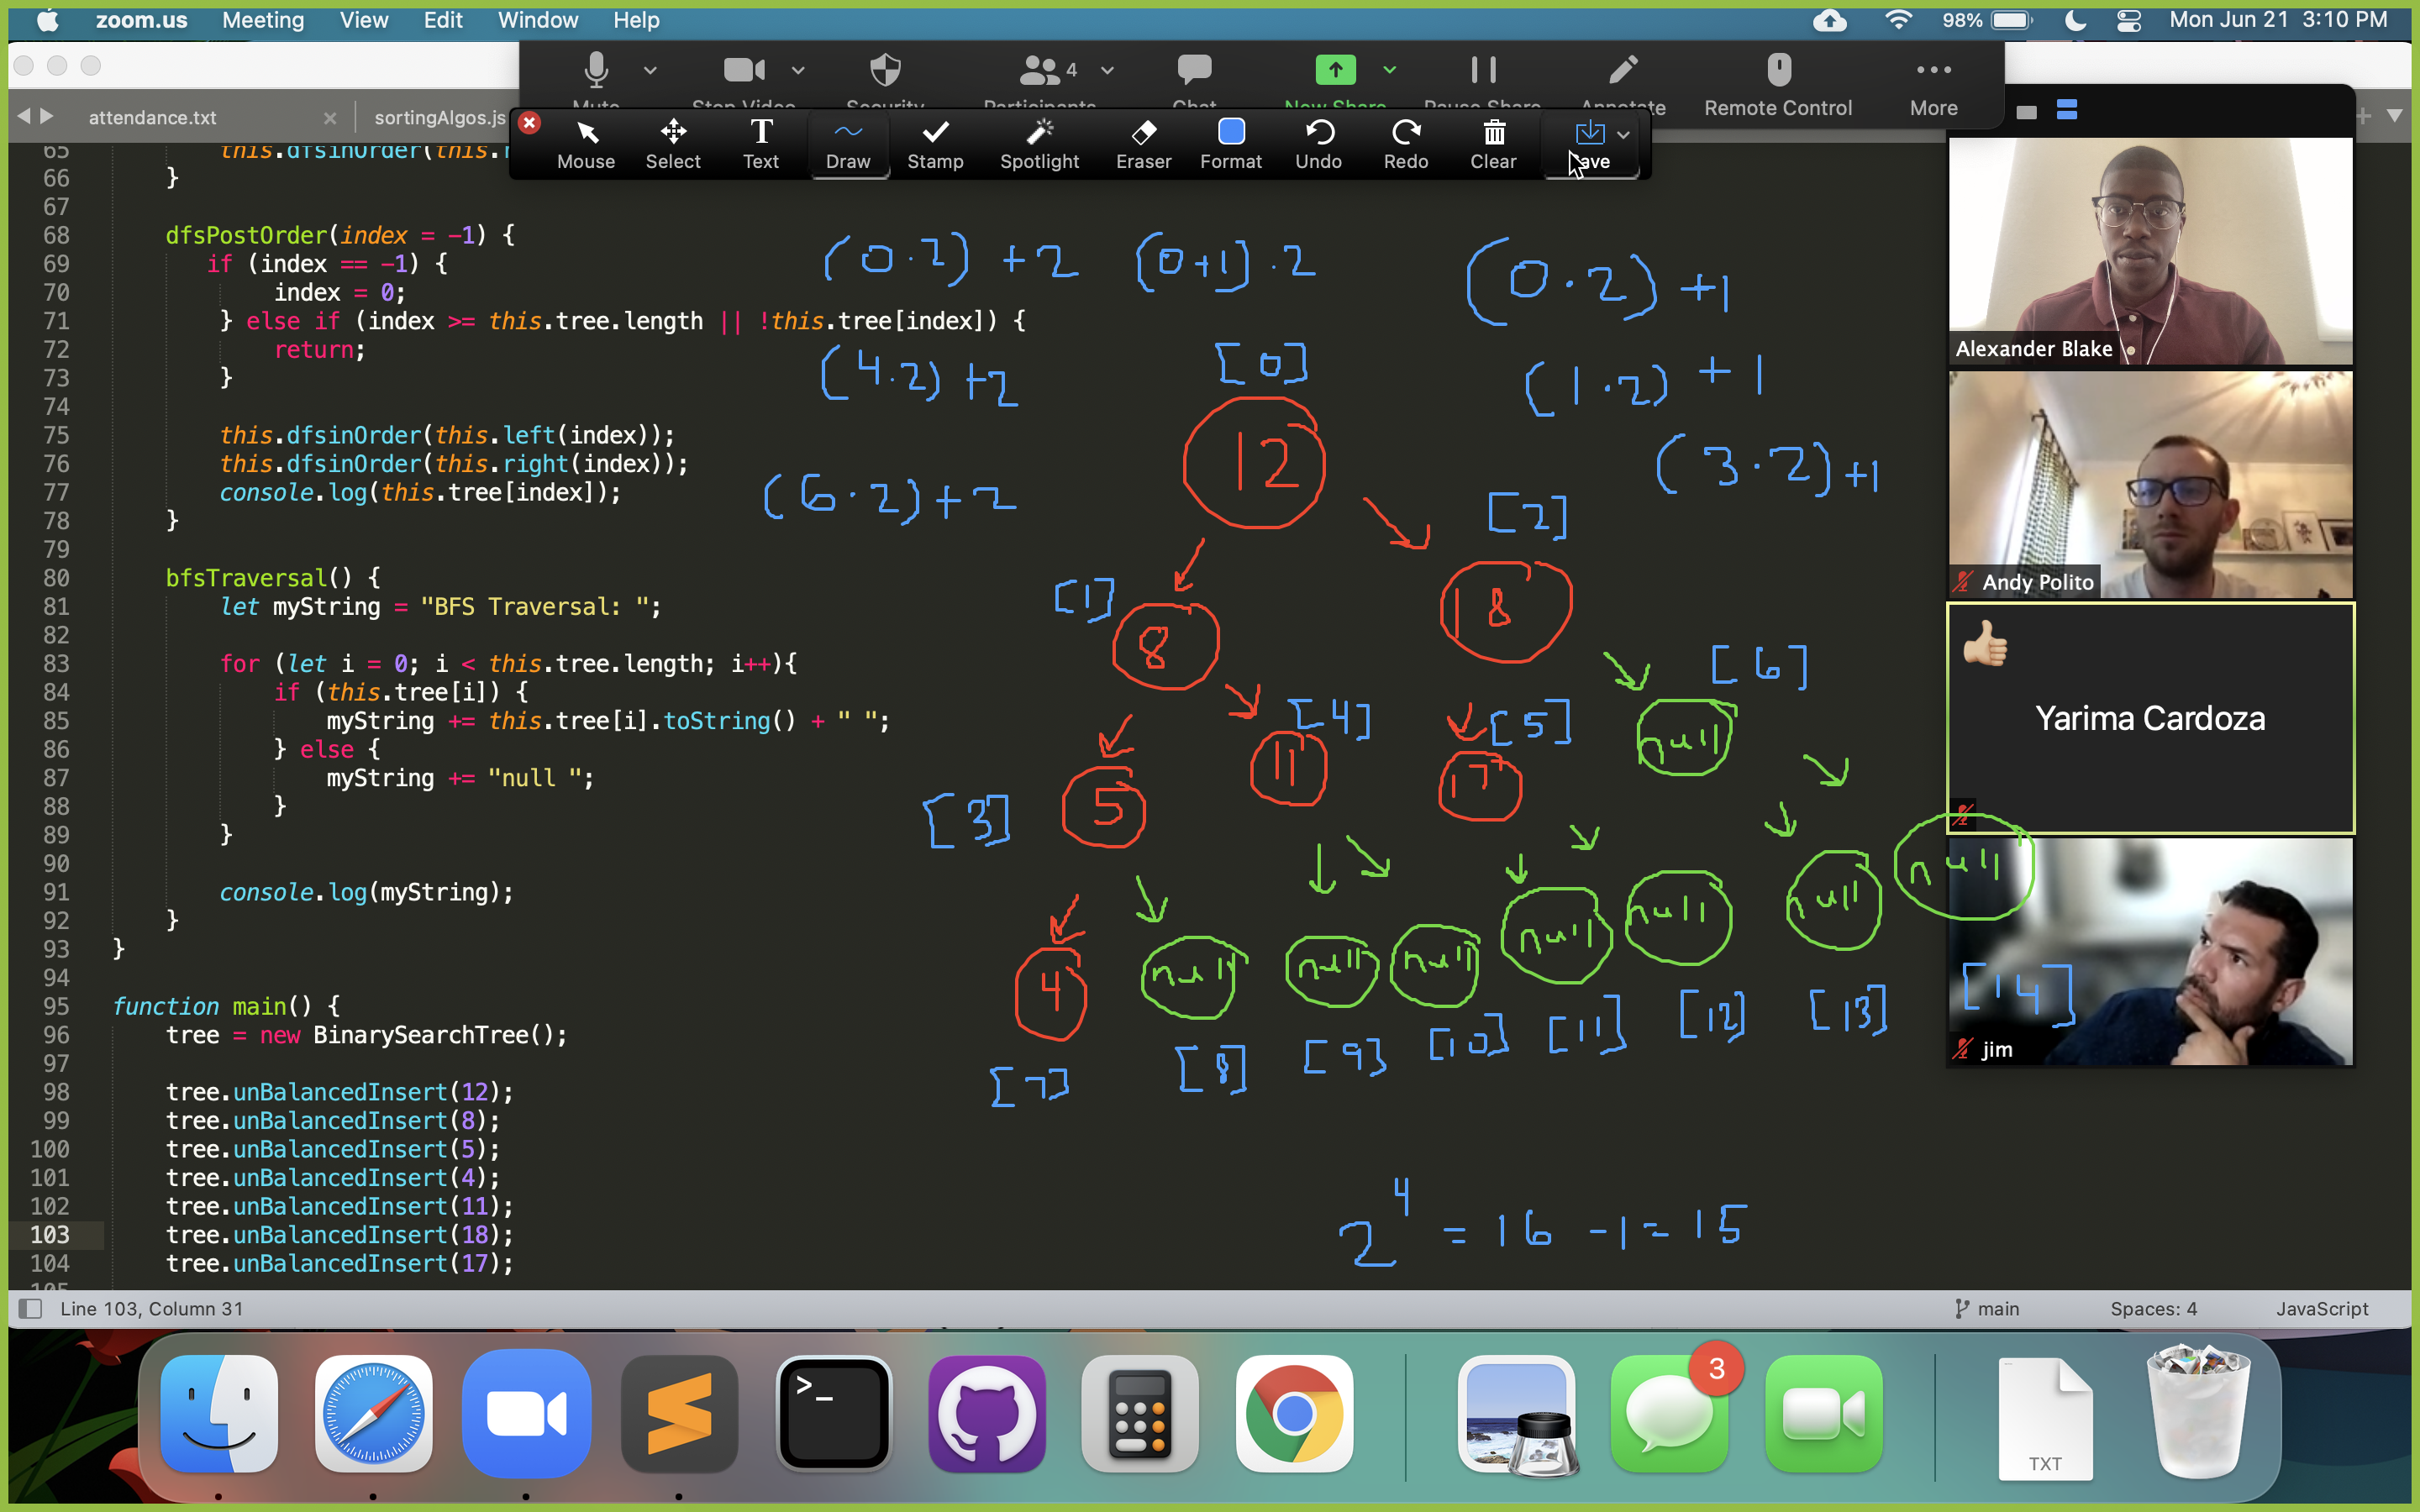 zoom.us Meeting View Edit Window Help 98% Mon Jun 21 3:10 PM
Mute Stop Video Security 4 Participants Chat New Share Pause Share Annotate Remote Control More
attendance.txt sortingAlgos.js
Mouse Select Text Draw Stamp Spotlight Eraser Format Undo Redo Clear
65 this.dfsinOrder(this.
66 }
67
68 dfsPostOrder(index = -1) {
69 if (index == -1) {
70 index = 0;
71 } else if (index >= this.tree.length || !this.tree[index]) {
72 return;
73 }
74
75 this.dfsinOrder(this.left(index));
76 this.dfsinOrder(this.right(index));
77 console.log(this.tree[index]);
78 }
79
80 bfsTraversal() {
81 let myString = "BFS Traversal: ";
82
83 for (let i = 0; i < this.tree.length; i++){
84 if (this.tree[i]) {
85 myString += this.tree[i].toString() + " ";
86 } else {
87 myString += "null ";
88 }
89 }
90
91 console.log(myString);
92 }
93 }
94
95 function main() {
96 tree = new BinarySearchTree();
97
98 tree.unBalancedInsert(12);
99 tree.unBalancedInsert(8);
100 tree.unBalancedInsert(5);
101 tree.unBalancedInsert(4);
102 tree.unBalancedInsert(11);
103 tree.unBalancedInsert(18);
104 tree.unBalancedInsert(17);
105
(0·2) +2 (0+1)·2 (0·2)+1
(4·2)+2 [0] (1·2)+1
12
(6·2)+2 [2] (3·2)+1
[1] 8 18
[6]
[4] [5] null
[3] 5 11 17
4 null null null null null null null
[7] [8] [9] [10] [11] [12] [13] [14]
2^4 = 16 -1 = 15
Alexander Blake
Andy Polito
Yarima Cardoza
jim
Line 103, Column 31 main Spaces: 4 JavaScript
>_ 3 TXT